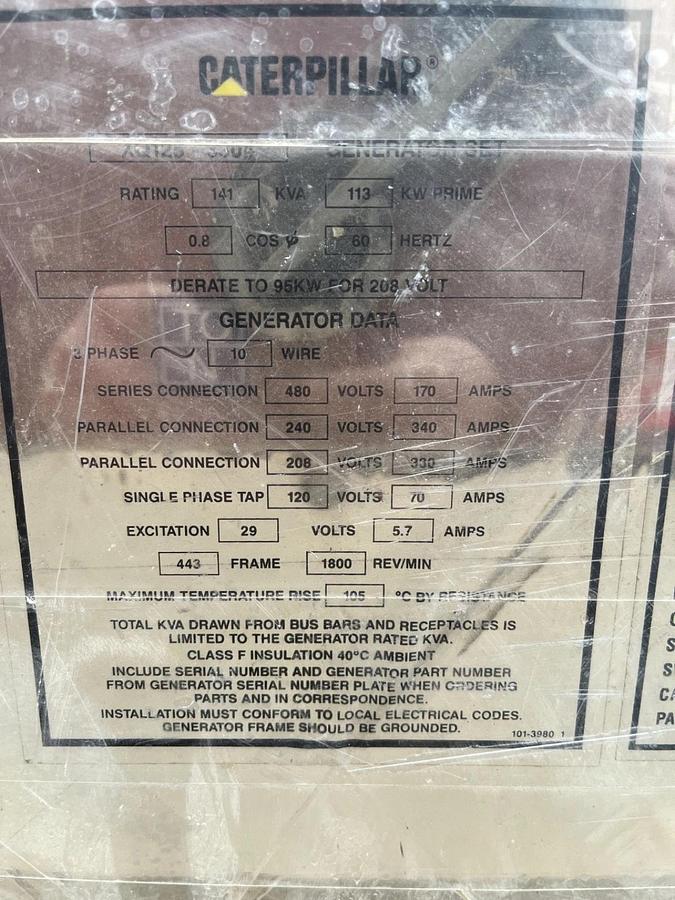 CATERPILLAR®
GENERATOR SET
RATING 141 KVA 113 KW PRIME
0.8 COS φ 60 HERTZ
DERATE TO 95KW FOR 208 VOLT
GENERATOR DATA
3 PHASE 10 WIRE
SERIES CONNECTION 480 VOLTS 170 AMPS
PARALLEL CONNECTION 240 VOLTS 340 AMPS
PARALLEL CONNECTION 208 VOLTS 330 AMPS
SINGLE PHASE TAP 120 VOLTS 70 AMPS
EXCITATION 29 VOLTS 5.7 AMPS
443 FRAME 1800 REV/MIN
MAXIMUM TEMPERATURE RISE 105 °C BY RESISTANCE
TOTAL KVA DRAWN FROM BUS BARS AND RECEPTACLES IS
LIMITED TO THE GENERATOR RATED KVA.
CLASS F INSULATION 40°C AMBIENT
INCLUDE SERIAL NUMBER AND GENERATOR PART NUMBER
FROM GENERATOR SERIAL NUMBER PLATE WHEN ORDERING
PARTS AND IN CORRESPONDENCE.
INSTALLATION MUST CONFORM TO LOCAL ELECTRICAL CODES.
GENERATOR FRAME SHOULD BE GROUNDED.
101-3980 1